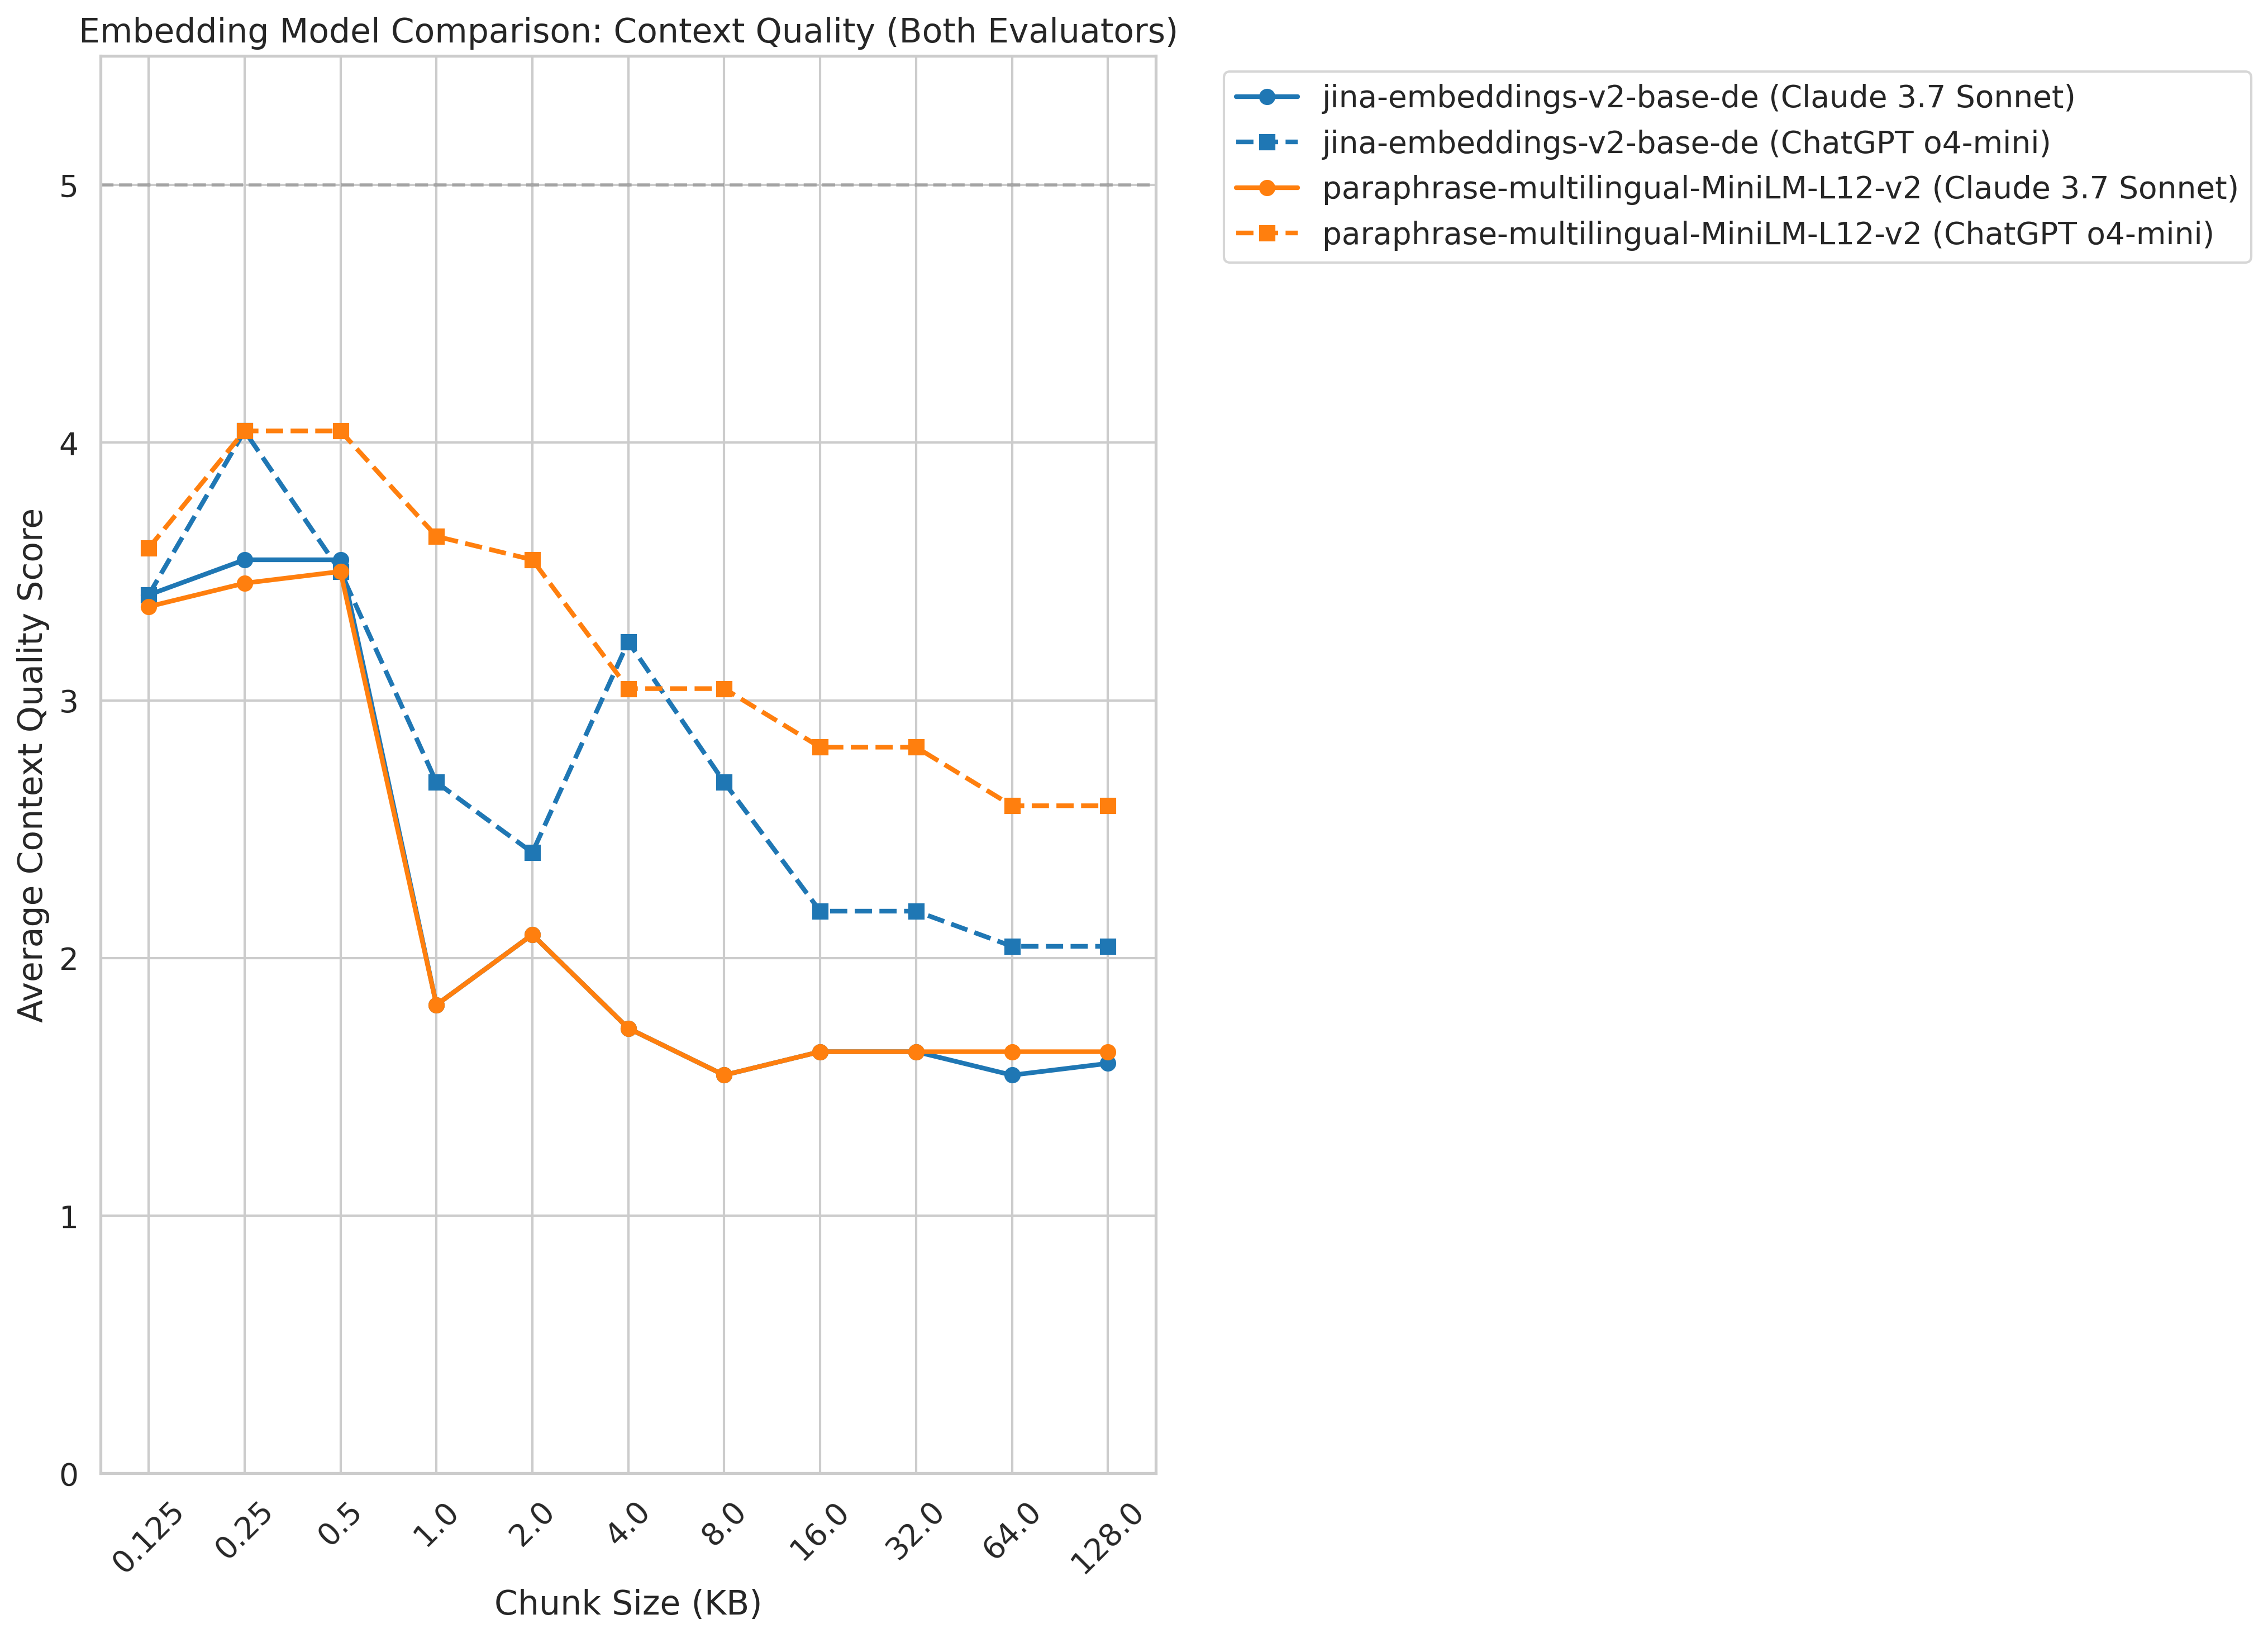 Embedding Model Comparison: Context Quality (Both Evaluators)
jina-embeddings-v2-base-de (Claude 3.7 Sonnet)
jina-embeddings-v2-base-de (ChatGPT o4-mini)
paraphrase-multilingual-MiniLM-L12-v2 (Claude 3.7 Sonnet)
paraphrase-multilingual-MiniLM-L12-v2 (ChatGPT o4-mini)
Average Context Quality Score
5
4
3
2
1
0
0.125
0.25
0.5
1.0
2.0
4.0
8.0
16.0
32.0
64.0
128.0
Chunk Size (KB)